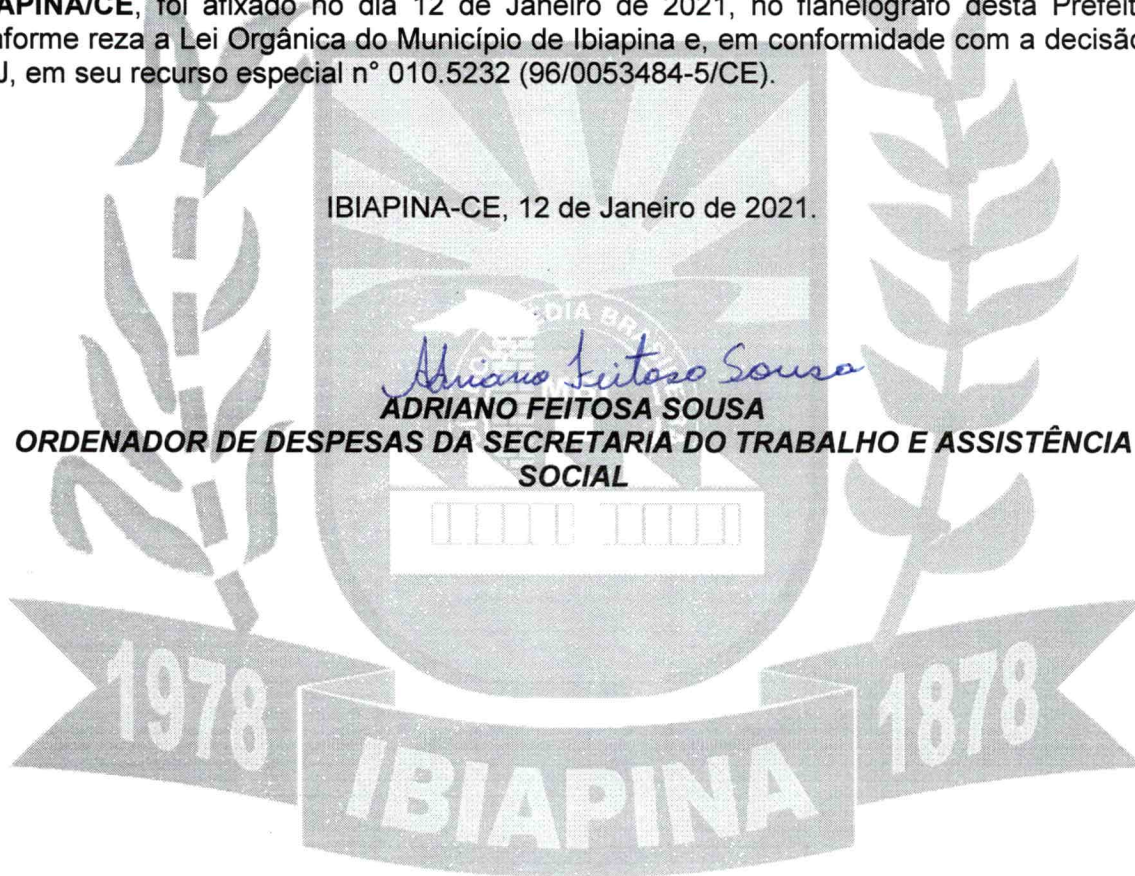 APINA/CE, foi afixado no dia 12 de Janeiro de 2021, no flanelógrafo desta Prefeit
nforme reza a Lei Orgânica do Município de Ibiapina e, em conformidade com a decisão
J, em seu recurso especial n° 010.5232 (96/0053484-5/CE).
IBIAPINA-CE, 12 de Janeiro de 2021.
Adriano Feitosa Sousa
ADRIANO FEITOSA SOUSA
ORDENADOR DE DESPESAS DA SECRETARIA DO TRABALHO E ASSISTÊNCIA
SOCIAL
1978
1878
IBIAPINA